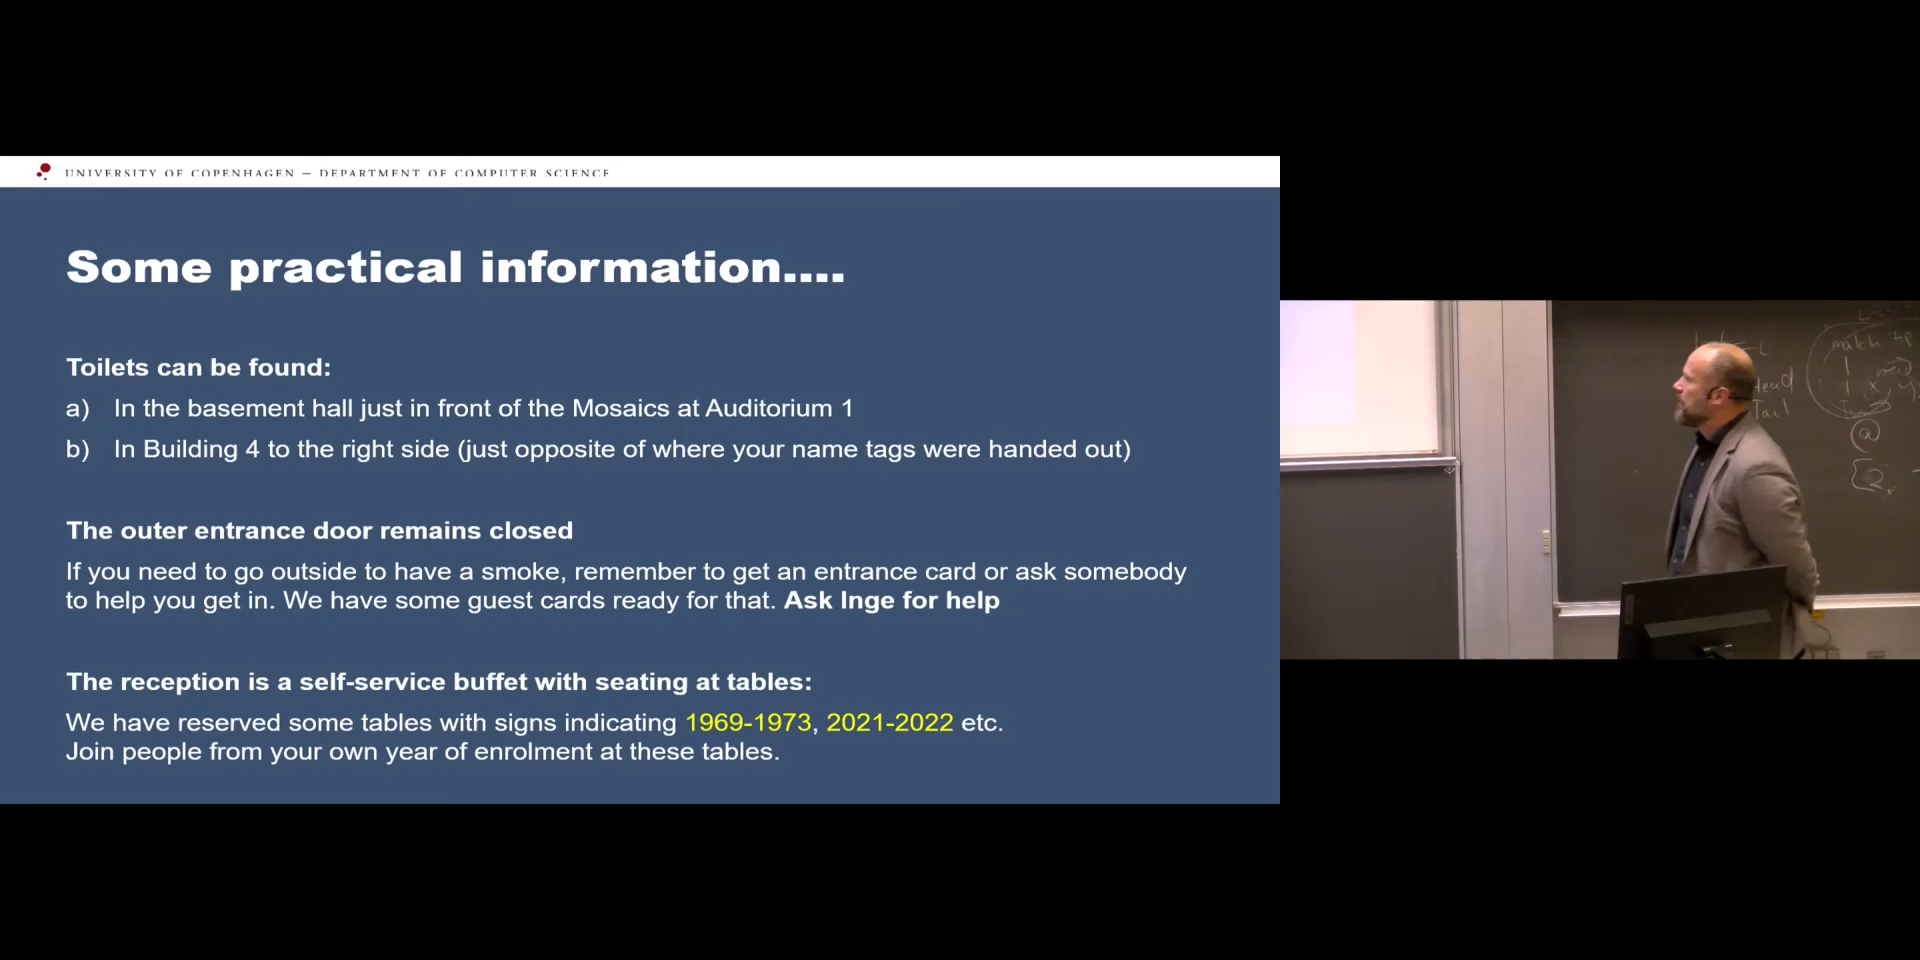 UNIVERSITY OF COPENHAGEN – DEPARTMENT OF COMPUTER SCIENCE
Some practical information....
Toilets can be found:
a) In the basement hall just in front of the Mosaics at Auditorium 1
b) In Building 4 to the right side (just opposite of where your name tags were handed out)
The outer entrance door remains closed
If you need to go outside to have a smoke, remember to get an entrance card or ask somebody
to help you get in. We have some guest cards ready for that. Ask Inge for help
The reception is a self-service buffet with seating at tables:
We have reserved some tables with signs indicating 1969-1973, 2021-2022 etc.
Join people from your own year of enrolment at these tables.
match
Head
Tail
@